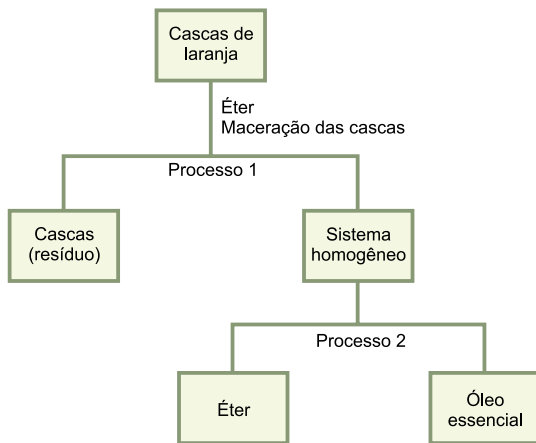 Cascas de
laranja
Éter
Maceração das cascas
Processo 1
Cascas
(resíduo)
Sistema
homogêneo
Processo 2
Éter
Óleo
essencial